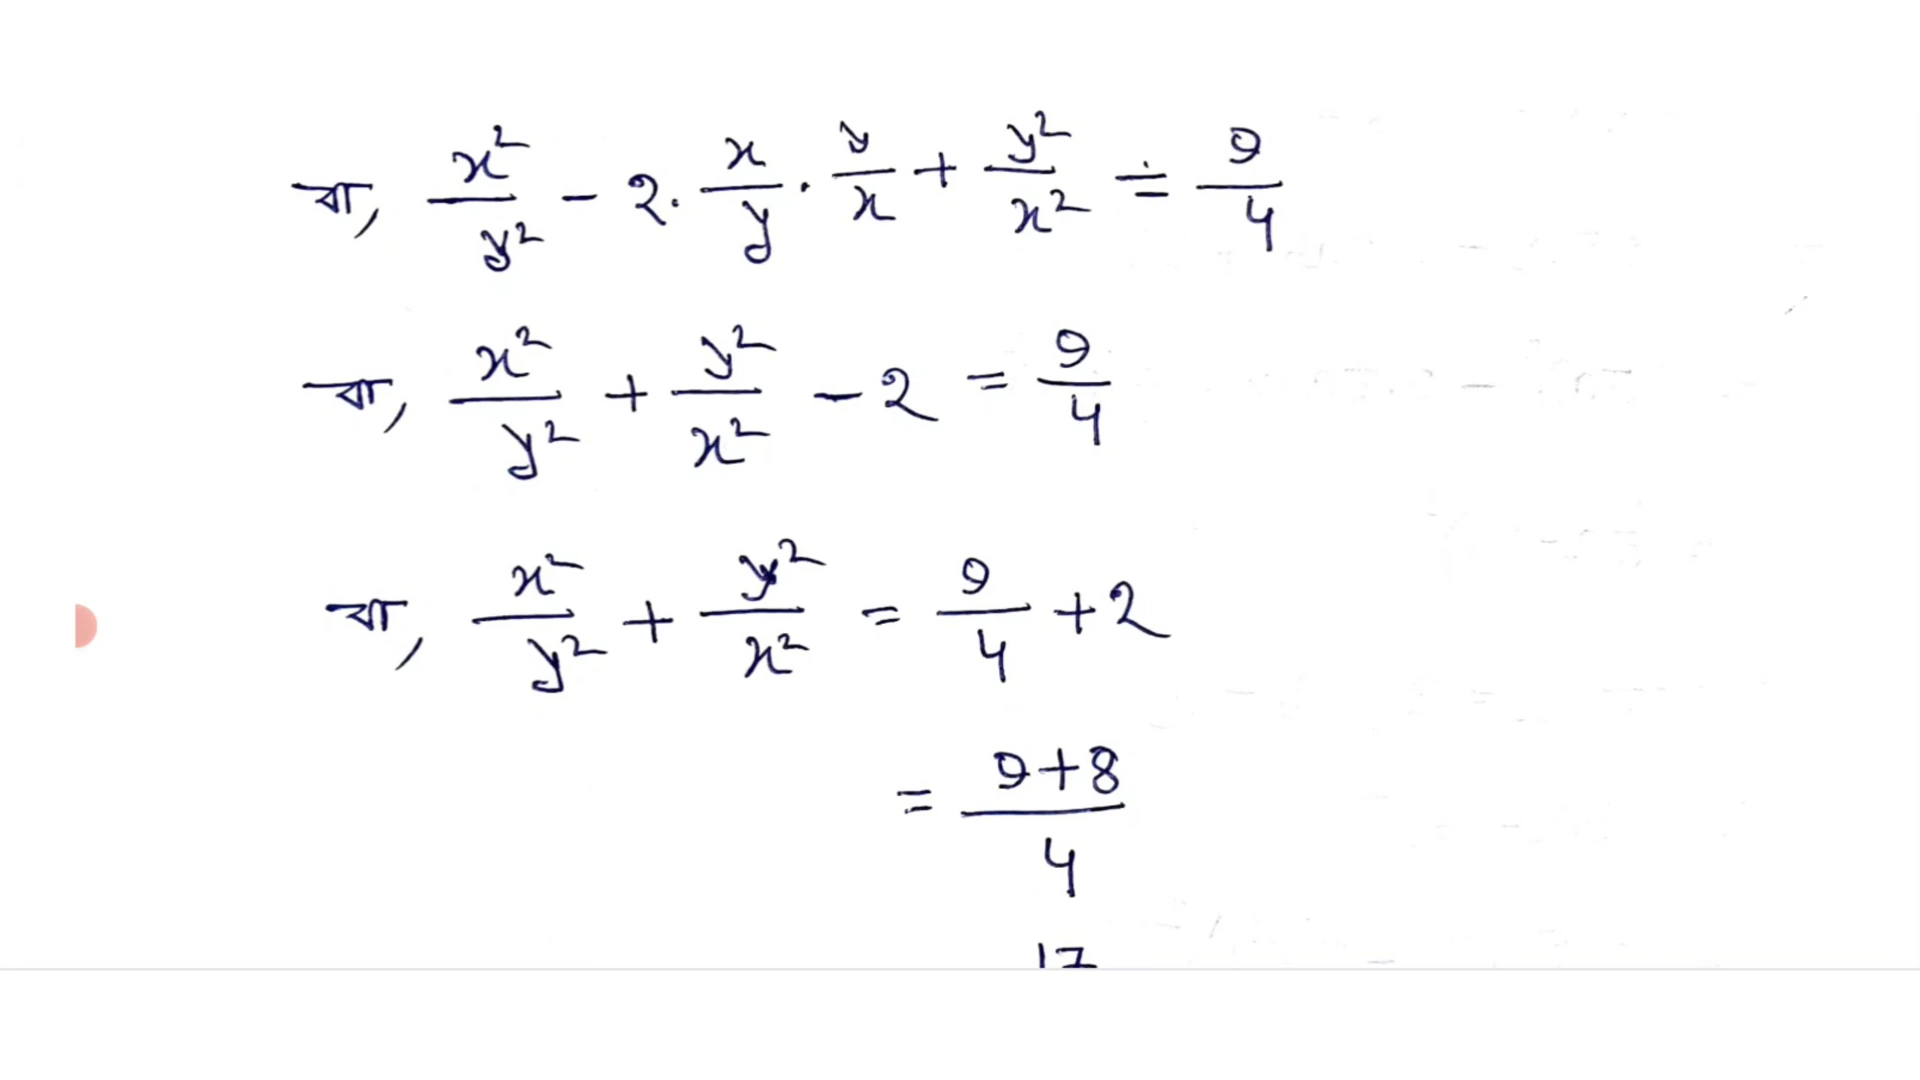 বা, x²/y² - 2. x/y . y/x + y²/x² = 9/4
বা, x²/y² + y²/x² - 2 = 9/4
বা, x²/y² + y²/x² = 9/4 + 2
= 9+8/4
17